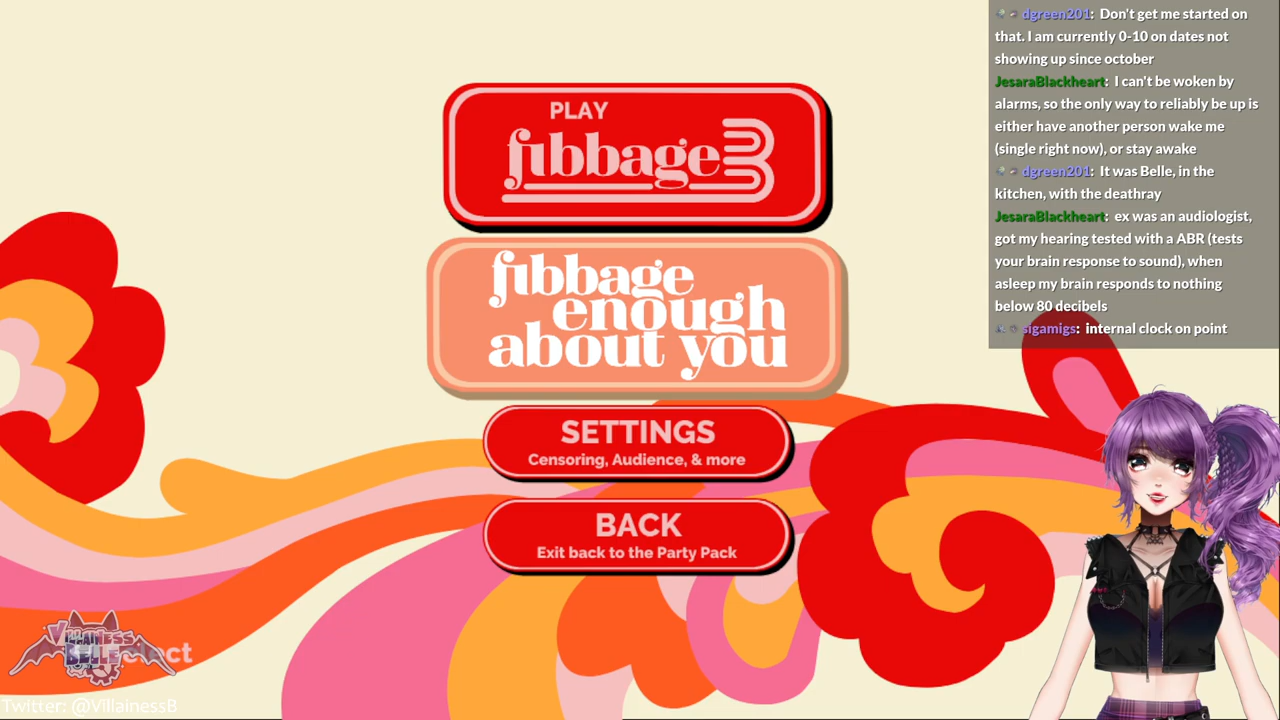 PLAY
fibbage 3
fibbage
enough
about you
SETTINGS
Censoring, Audience, & more
BACK
Exit back to the Party Pack
dgreen201: Don't get me started on
that. I am currently 0-10 on dates not
showing up since october
JesaraBlackheart: I can't be woken by
alarms, so the only way to reliably be up is
either have another person wake me
(single right now), or stay awake
dgreen201: It was Belle, in the
kitchen, with the deathray
JesaraBlackheart: ex was an audiologist,
got my hearing tested with a ABR (tests
your brain response to sound), when
asleep my brain responds to nothing
below 80 decibels
sigamigs: internal clock on point
VILLAINESS
BELLE
Twitter: @VillainessB